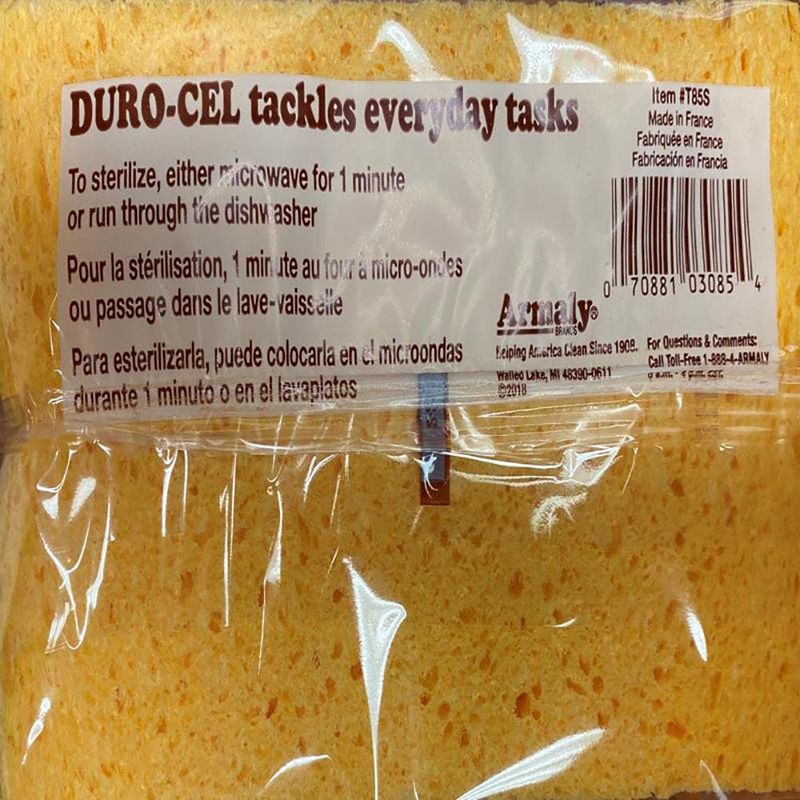 DURO-CEL tackles everyday tasks
To sterilize, either microwave for 1 minute
or run through the dishwasher
Pour la stérilisation, 1 minute au four à micro-ondes
ou passage dans le lave-vaisselle
Para esterilizarla, puede colocarla en el microondas
durante 1 minuto o en el lavaplatos
Item #T85S
Made in France
Fabriquée en France
Fabricación en Francia
0 70881 03085 4
Armaly®
BRANDS
Helping America Clean Since 1908.
Walled Lake, MI 48390-0611
©2018
For Questions & Comments:
Call Toll-Free 1-888-4-ARMALY